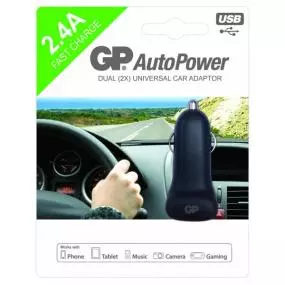 2.4A
FAST CHARGE
USB
GP AutoPower
DUAL (2X) UNIVERSAL CAR ADAPTOR
GP
Works with
Phone Tablet Music Camera Gaming